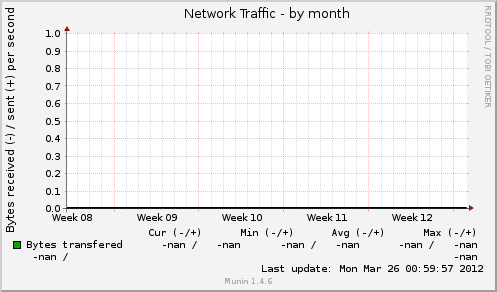 Network Traffic - by month
RRDTOOL / TOBI OETIKER
Bytes received (-) / sent (+) per second
1.0
0.9
0.8
0.7
0.6
0.5
0.4
0.3
0.2
0.1
0.0
Week 08 Week 09 Week 10 Week 11 Week 12
Cur (-/+) Min (-/+) Avg (-/+) Max (-/+)
Bytes transfered -nan / -nan -nan / -nan -nan / -nan
-nan / -nan
Last update: Mon Mar 26 00:59:57 2012
Munin 1.4.6